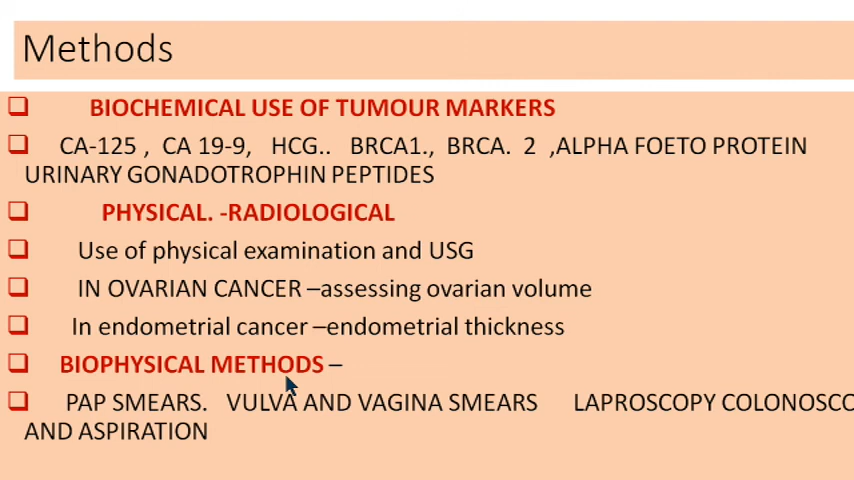 Methods
BIOCHEMICAL USE OF TUMOUR MARKERS
CA-125 , CA 19-9, HCG.. BRCA1., BRCA. 2 ,ALPHA FOETO PROTEIN
URINARY GONADOTROPHIN PEPTIDES
PHYSICAL. -RADIOLOGICAL
Use of physical examination and USG
IN OVARIAN CANCER –assessing ovarian volume
In endometrial cancer –endometrial thickness
BIOPHYSICAL METHODS –
PAP SMEARS. VULVA AND VAGINA SMEARS LAPROSCOPY COLONOSCO
AND ASPIRATION